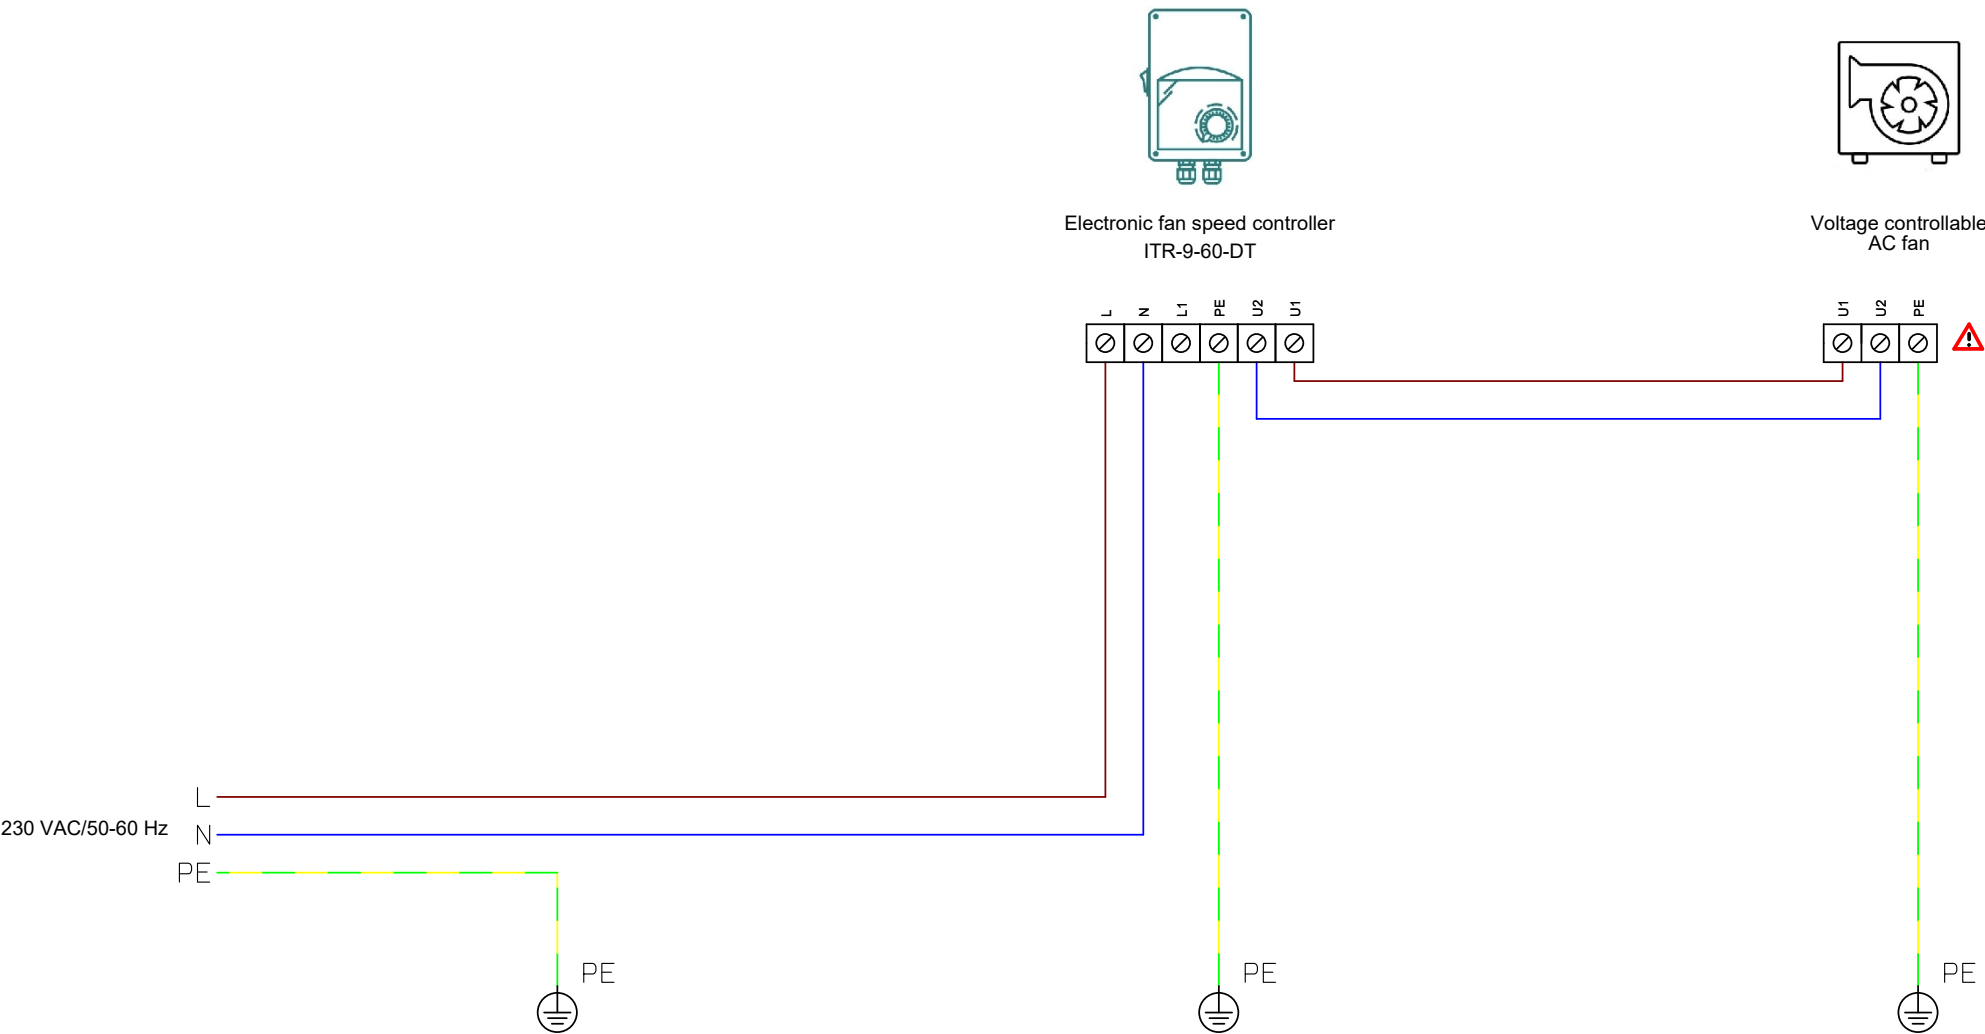 Electronic fan speed controller
ITR-9-60-DT
Voltage controllable
AC fan
L
N
L1
PE
U2
U1
U1
U2
PE
L
230 VAC/50-60 Hz
N
PE
PE
PE
PE